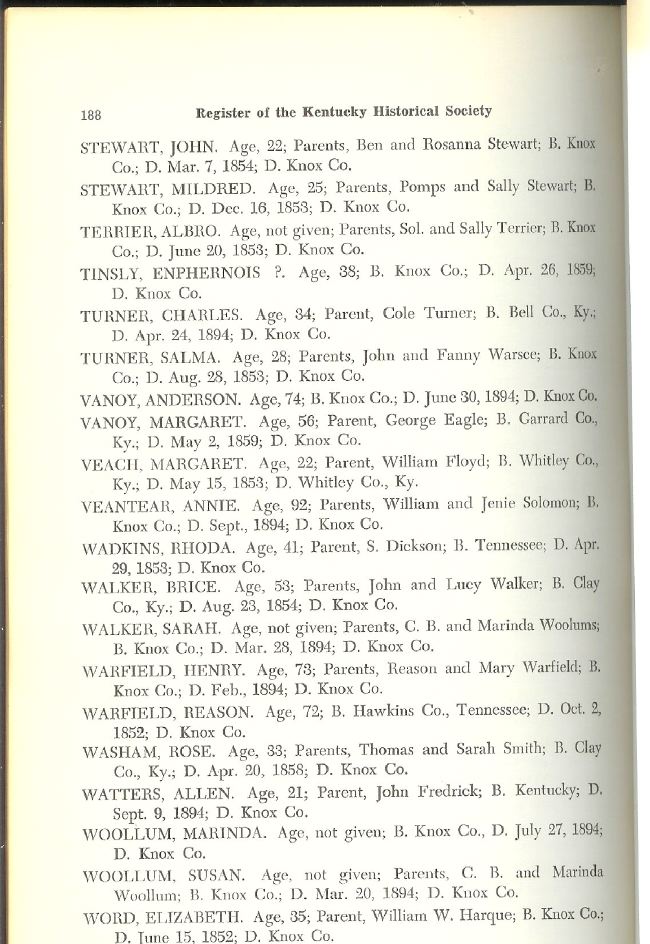 188 Register of the Kentucky Historical Society
STEWART, JOHN. Age, 22; Parents, Ben and Rosanna Stewart; B. Knox
Co.; D. Mar. 7, 1854; D. Knox Co.
STEWART, MILDRED. Age, 25; Parents, Pomps and Sally Stewart; B.
Knox Co.; D. Dec. 16, 1853; D. Knox Co.
TERRIER, ALBRO. Age, not given; Parents, Sol. and Sally Terrier; B. Knox
Co.; D. June 20, 1853; D. Knox Co.
TINSLY, ENPHERNOIS ?. Age, 38; B. Knox Co.; D. Apr. 26, 1859;
D. Knox Co.
TURNER, CHARLES. Age, 34; Parent, Cole Turner; B. Bell Co., Ky.;
D. Apr. 24, 1894; D. Knox Co.
TURNER, SALMA. Age, 28; Parents, John and Fanny Warsee; B. Knox
Co.; D. Aug. 28, 1853; D. Knox Co.
VANOY, ANDERSON. Age, 74; B. Knox Co.; D. June 30, 1894; D. Knox Co.
VANOY, MARGARET. Age, 56; Parent, George Eagle; B. Garrard Co.,
Ky.; D. May 2, 1859; D. Knox Co.
VEACH, MARGARET. Age, 22; Parent, William Floyd; B. Whitley Co.,
Ky.; D. May 15, 1853; D. Whitley Co., Ky.
VEANTEAR, ANNIE. Age, 92; Parents, William and Jenie Solomon; B.
Knox Co.; D. Sept., 1894; D. Knox Co.
WADKINS, RHODA. Age, 41; Parent, S. Dickson; B. Tennessee; D. Apr.
29, 1853; D. Knox Co.
WALKER, BRICE. Age, 53; Parents, John and Lucy Walker; B. Clay
Co., Ky.; D. Aug. 23, 1854; D. Knox Co.
WALKER, SARAH. Age, not given; Parents, C. B. and Marinda Woolums;
B. Knox Co.; D. Mar. 28, 1894; D. Knox Co.
WARFIELD, HENRY. Age, 73; Parents, Reason and Mary Warfield; B.
Knox Co.; D. Feb., 1894; D. Knox Co.
WARFIELD, REASON. Age, 72; B. Hawkins Co., Tennessee; D. Oct. 2,
1852; D. Knox Co.
WASHAM, ROSE. Age, 33; Parents, Thomas and Sarah Smith; B. Clay
Co., Ky.; D. Apr. 20, 1858; D. Knox Co.
WATTERS, ALLEN. Age, 21; Parent, John Fredrick; B. Kentucky; D.
Sept. 9, 1894; D. Knox Co.
WOOLLUM, MARINDA. Age, not given; B. Knox Co., D. July 27, 1894;
D. Knox Co.
WOOLLUM, SUSAN. Age, not given; Parents, C. B. and Marinda
Woollum; B. Knox Co.; D. Mar. 20, 1894; D. Knox Co.
WORD, ELIZABETH. Age, 35; Parent, William W. Harque; B. Knox Co.;
D. June 15, 1852; D. Knox Co.